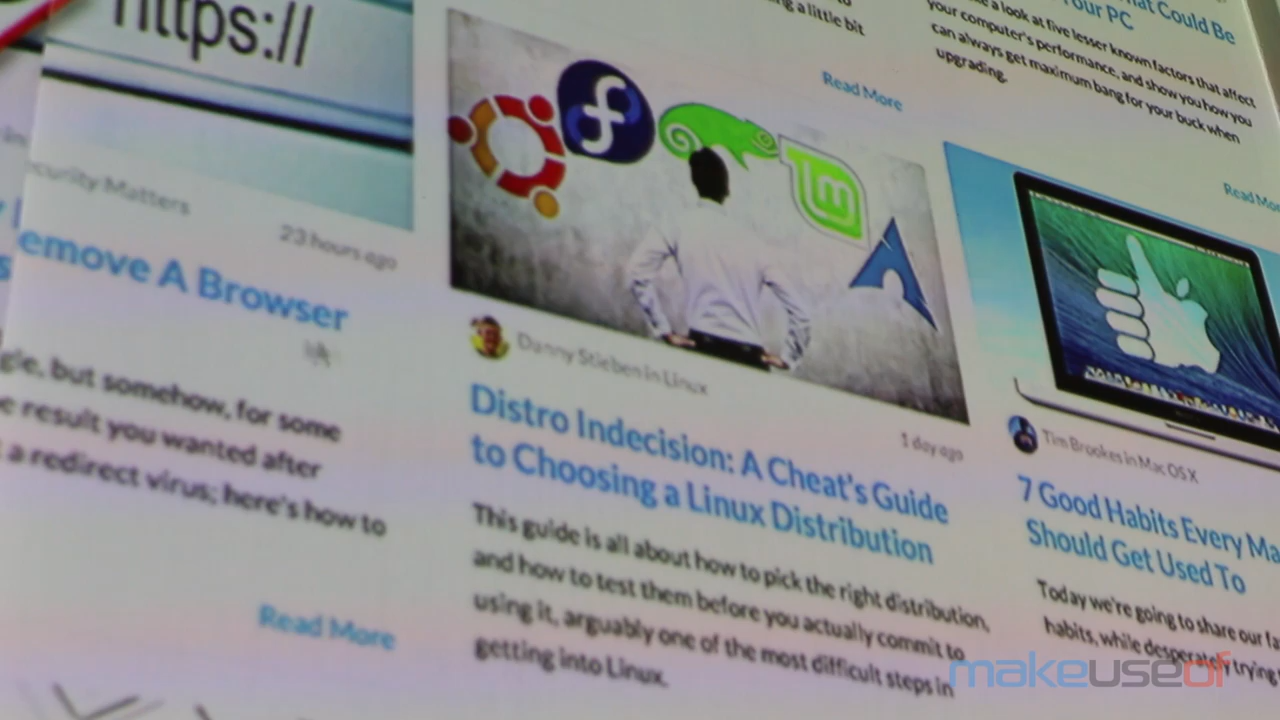 https://
curity Matters
23 hours ago
emove A Browser
gle, but somehow, for some
e result you wanted after
a redirect virus; here's how to
Read More
a little bit
Read More
Danny Stieben in Linux
1 day ago
Distro Indecision: A Cheat's Guide
to Choosing a Linux Distribution
This guide is all about how to pick the right distribution,
and how to test them before you actually commit to
using it, arguably one of the most difficult steps in
getting into Linux.
at Could Be
Your PC
a look at five lesser known factors that affect
your computer's performance, and show you how you
can always get maximum bang for your buck when
upgrading.
Read Mor
Tim Brookes in Mac OS X
7 Good Habits Every Ma
Should Get Used To
Today we're going to share our fa
habits, while desperately trying
makeuseof